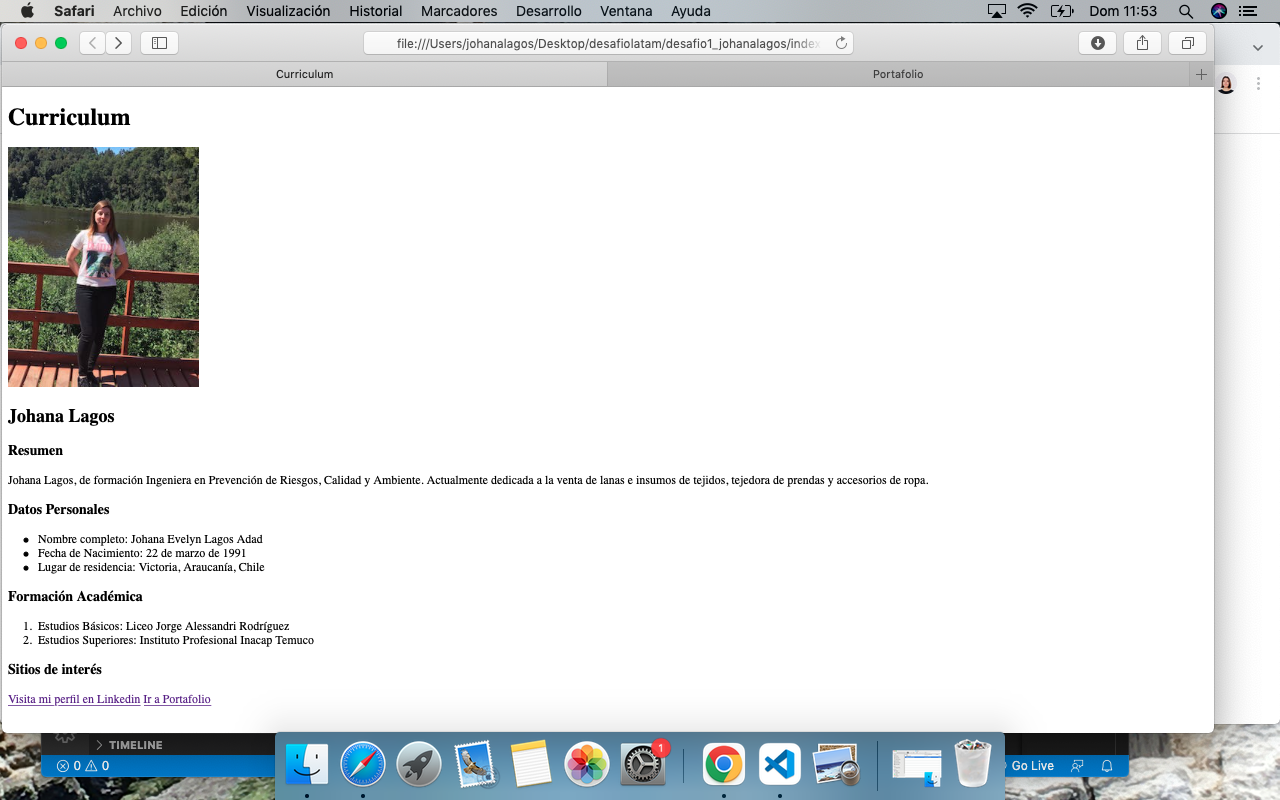 Safari Archivo Edición Visualización Historial Marcadores Desarrollo Ventana Ayuda Dom 11:53
file:///Users/johanalagos/Desktop/desafiolatam/desafio1_johanalagos/index
Curriculum Portafolio
Curriculum
Johana Lagos
Resumen
Johana Lagos, de formación Ingeniera en Prevención de Riesgos, Calidad y Ambiente. Actualmente dedicada a la venta de lanas e insumos de tejidos, tejedora de prendas y accesorios de ropa.
Datos Personales
Nombre completo: Johana Evelyn Lagos Adad
Fecha de Nacimiento: 22 de marzo de 1991
Lugar de residencia: Victoria, Araucanía, Chile
Formación Académica
1. Estudios Básicos: Liceo Jorge Alessandri Rodríguez
2. Estudios Superiores: Instituto Profesional Inacap Temuco
Sitios de interés
Visita mi perfil en Linkedin Ir a Portafolio
TIMELINE
0 0 Go Live
1